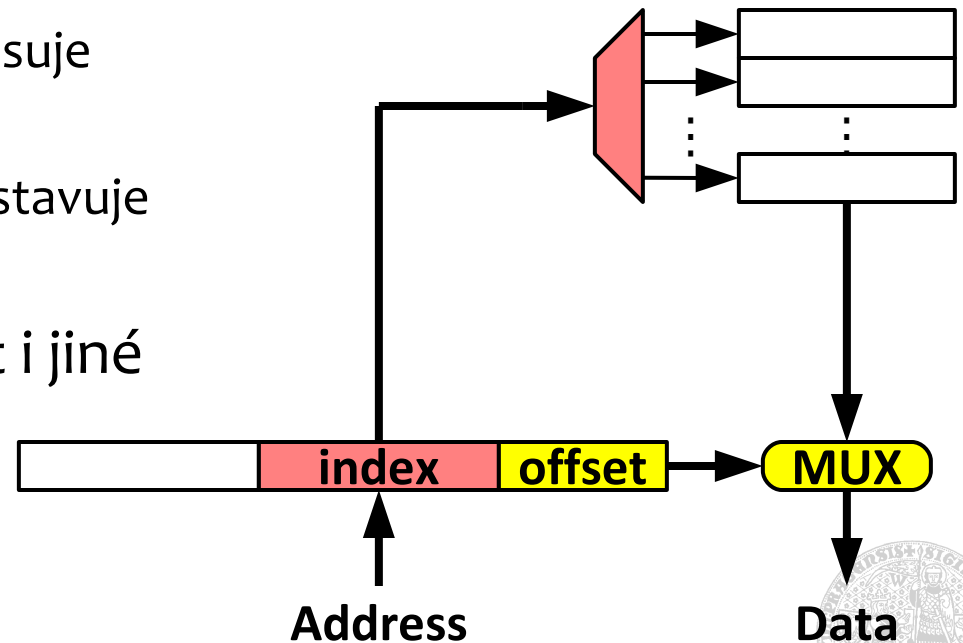 suje
stavuje
i jiné
index
offset
MUX
Address
Data